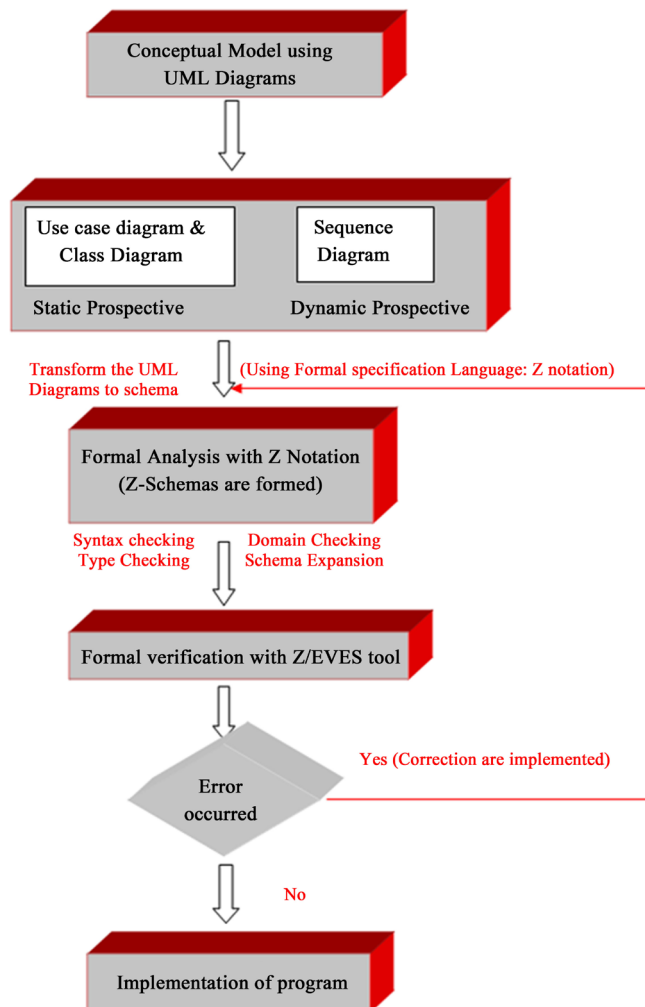 Conceptual Model using
UML Diagrams
Use case diagram &
Class Diagram
Sequence
Diagram
Static Prospective
Dynamic Prospective
Transform the UML
Diagrams to schema
(Using Formal specification Language: Z notation)
Formal Analysis with Z Notation
(Z-Schemas are formed)
Syntax checking
Type Checking
Domain Checking
Schema Expansion
Formal verification with Z/EVES tool
Error
occurred
Yes (Correction are implemented)
No
Implementation of program